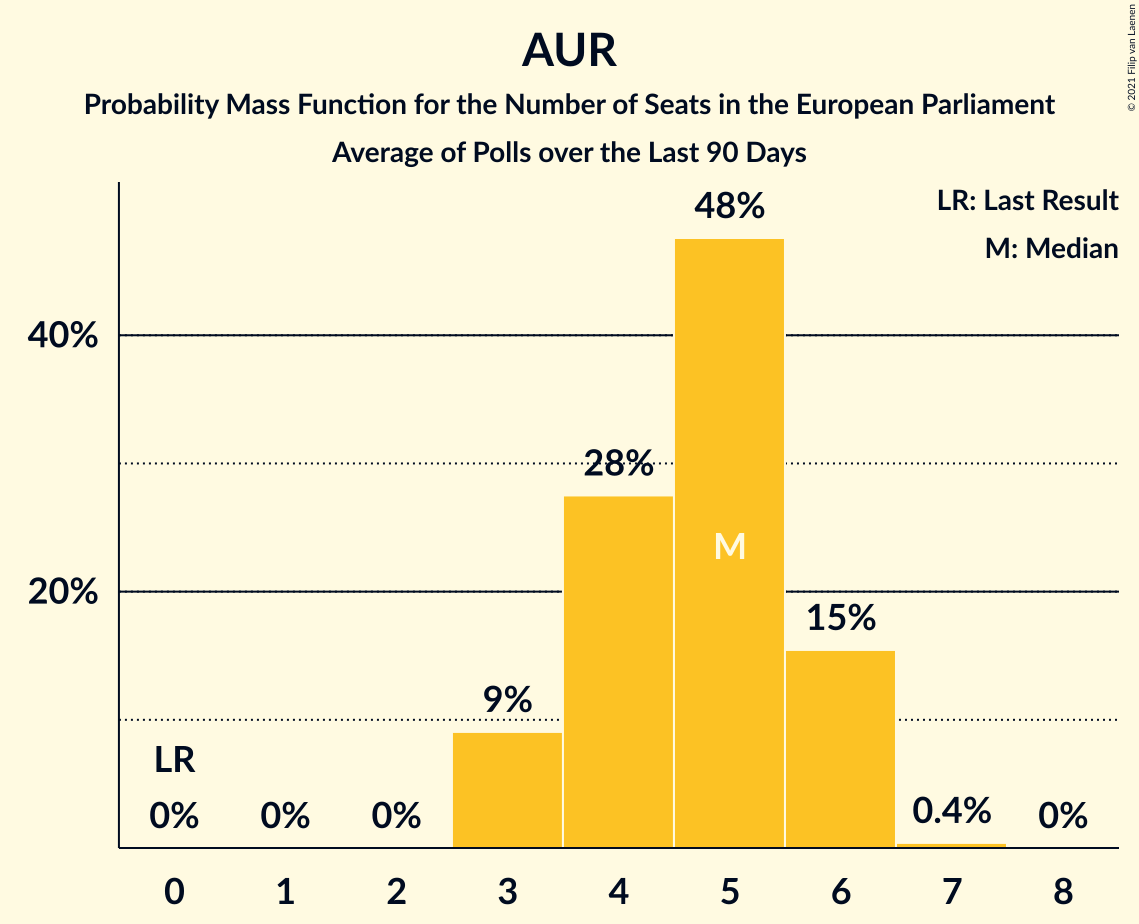 AUR
Probability Mass Function for the Number of Seats in the European Parliament
Average of Polls over the Last 90 Days
© 2021 Filip van Laenen
LR: Last Result
M: Median
48%
40%
28%
M
20%
15%
9%
LR
0% 0% 0% 0.4% 0%
0 1 2 3 4 5 6 7 8